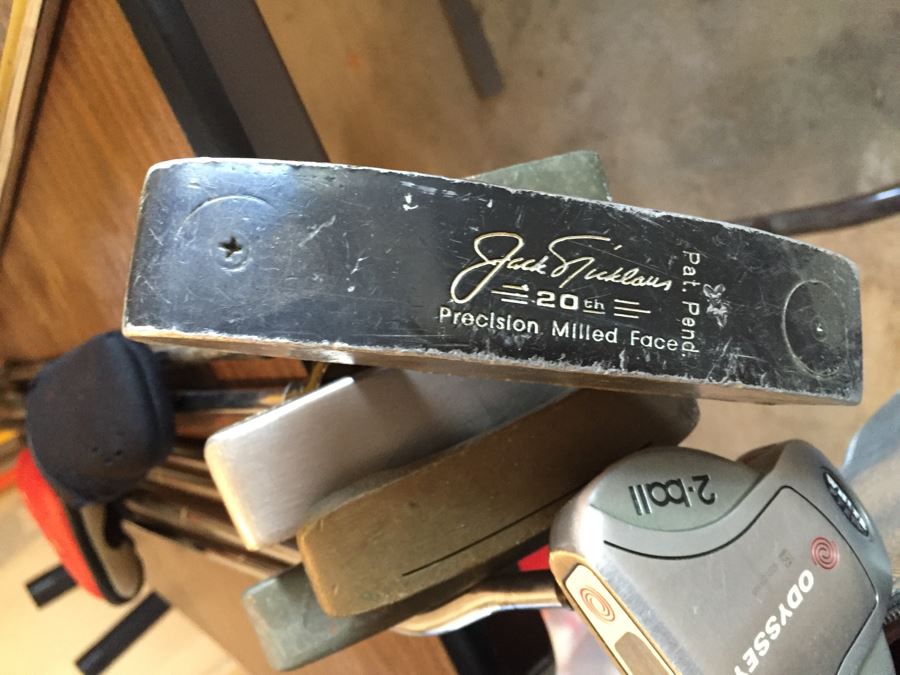 Jack Nicklaus
20th
Precision Milled Face
Pat. Pend.
2·ball
ODYSSEY